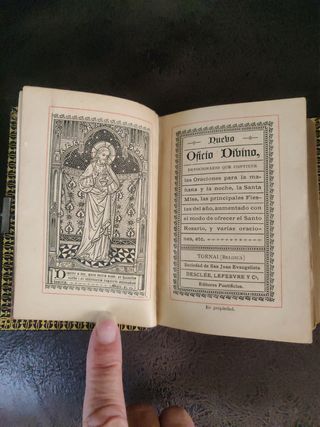 Nuevo
Oficio Divino,
DEVOCIONARIO QUE CONTIENE
las Oraciones para la ma-
ñana y la noche, la Santa
Misa, las principales Fies-
tas del año, aumentado con
el modo de ofrecer el Santo
Rosario, y varias oracio-
nes, etc.
TORNAI (BELGICA)
Sociedad de San Juan Evangelista
DESCLÉE, LEFEBVRE Y Cª,
Editores Pontificios.
Es propiedad.